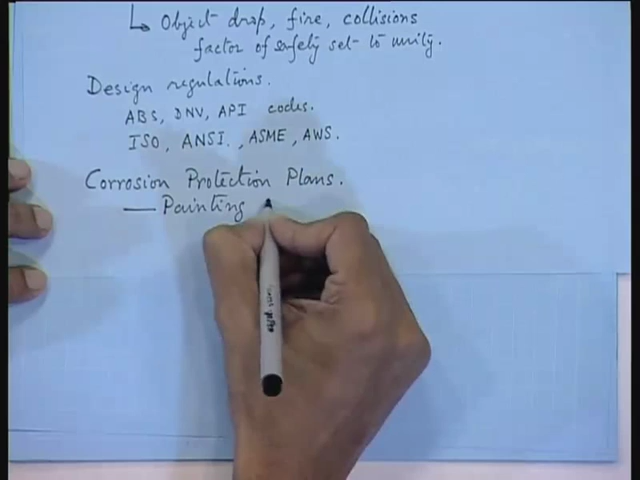 ↳ Object drop, fire, collisions
factor of safety set to unity.
Design regulations.
ABS, DNV, API codes.
ISO, ANSI., ASME, AWS.
Corrosion Protection Plans.
— Painting